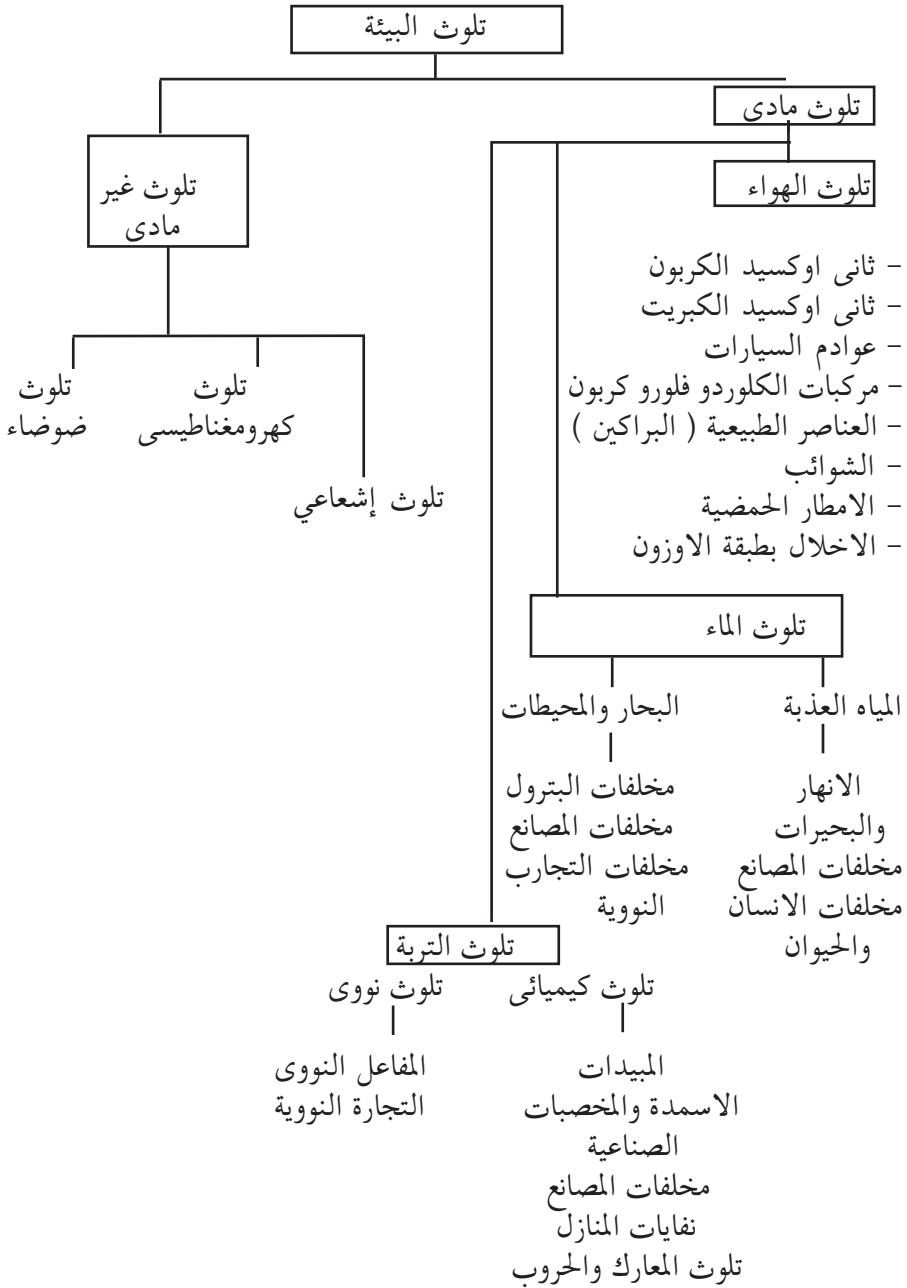 تلوث البيئة
تلوث مادى
تلوث الهواء
– ثانى اوكسيد الكربون
– ثانى اوكسيد الكبريت
– عوادم السيارات
– مركبات الكلوردو فلورو كربون
– العناصر الطبيعية ( البراكين )
– الشوائب
– الامطار الحمضية
– الاخلال بطبقة الاوزون
تلوث الماء
المياه العذبة
الانهار
والبحيرات
مخلفات المصانع
مخلفات الانسان
والحيوان
البحار والمحيطات
مخلفات البترول
مخلفات المصانع
مخلفات التجارب
النووية
تلوث التربة
تلوث كيميائى
المبيدات
الاسمدة والمخصبات
الصناعية
مخلفات المصانع
نفايات المنازل
تلوث المعارك والحروب
تلوث نووى
المفاعل النووى
التجارة النووية
تلوث غير
مادى
تلوث إشعاعي
تلوث
كهرومغناطيسى
تلوث
ضوضاء